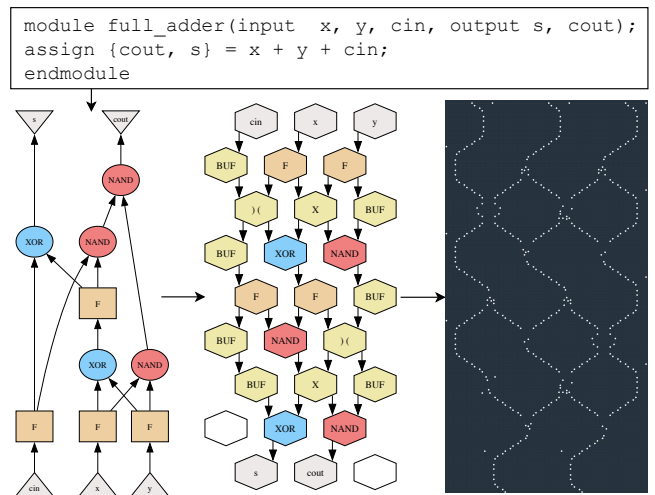 module full_adder(input  x, y, cin, output s, cout);
assign {cout, s} = x + y + cin;
endmodule
s cout
NAND
XOR NAND
F
XOR NAND
F F F
cin x y
cin x y
BUF F F
)( X BUF
BUF XOR NAND
F F BUF
BUF NAND )(
BUF X BUF
XOR NAND
s cout